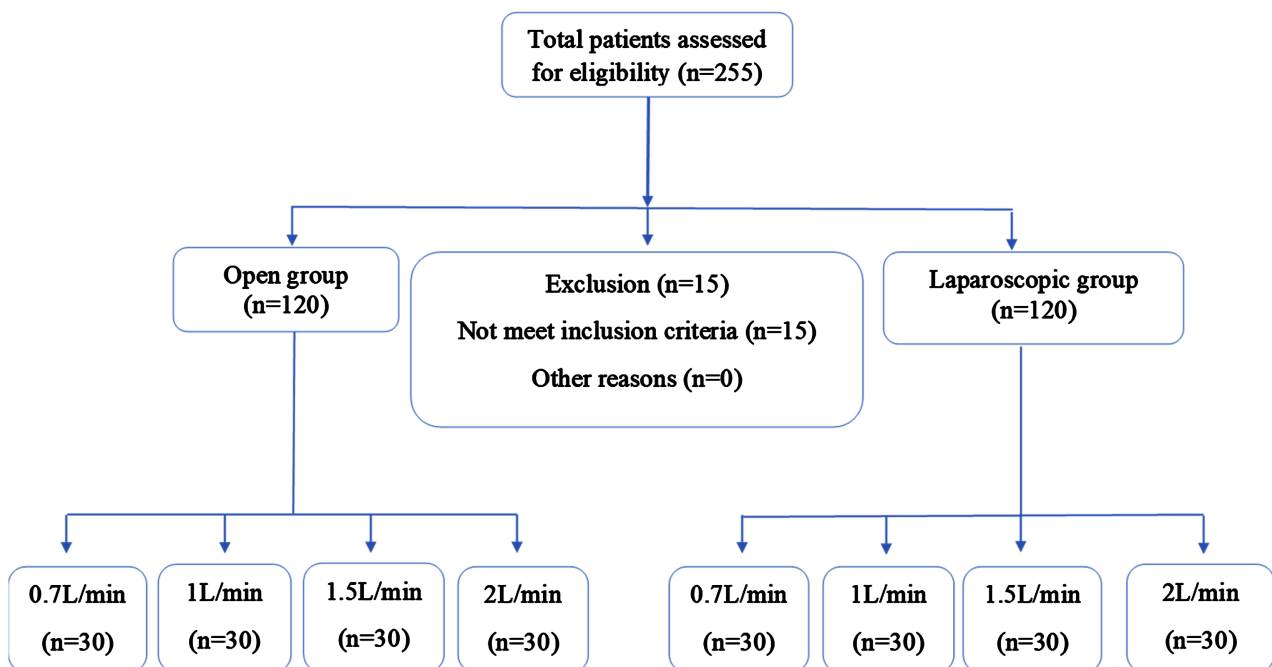 Total patients assessed
for eligibility (n=255)
Open group
(n=120)
Exclusion (n=15)
Not meet inclusion criteria (n=15)
Other reasons (n=0)
Laparoscopic group
(n=120)
0.7L/min
(n=30)
1L/min
(n=30)
1.5L/min
(n=30)
2L/min
(n=30)
0.7L/min
(n=30)
1L/min
(n=30)
1.5L/min
(n=30)
2L/min
(n=30)